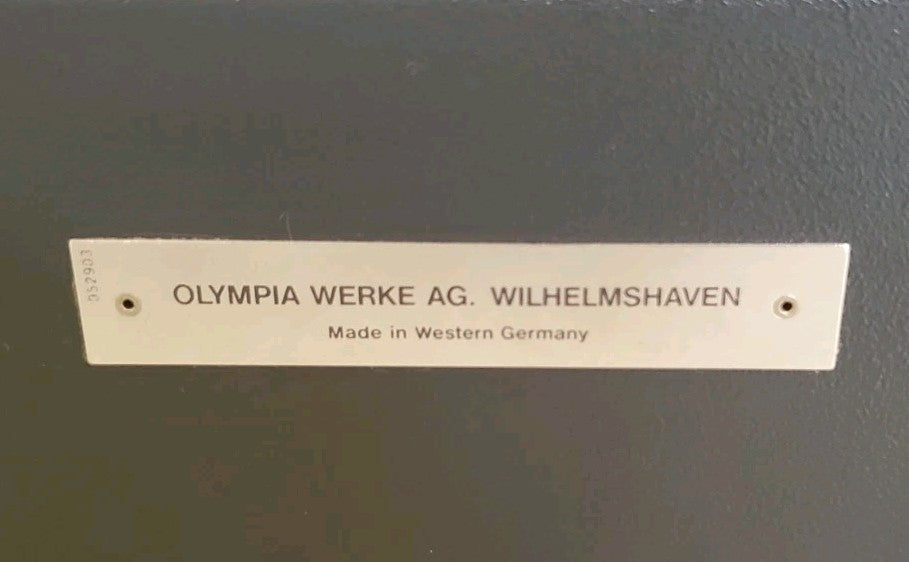 052903
OLYMPIA WERKE AG. WILHELMSHAVEN
Made in Western Germany